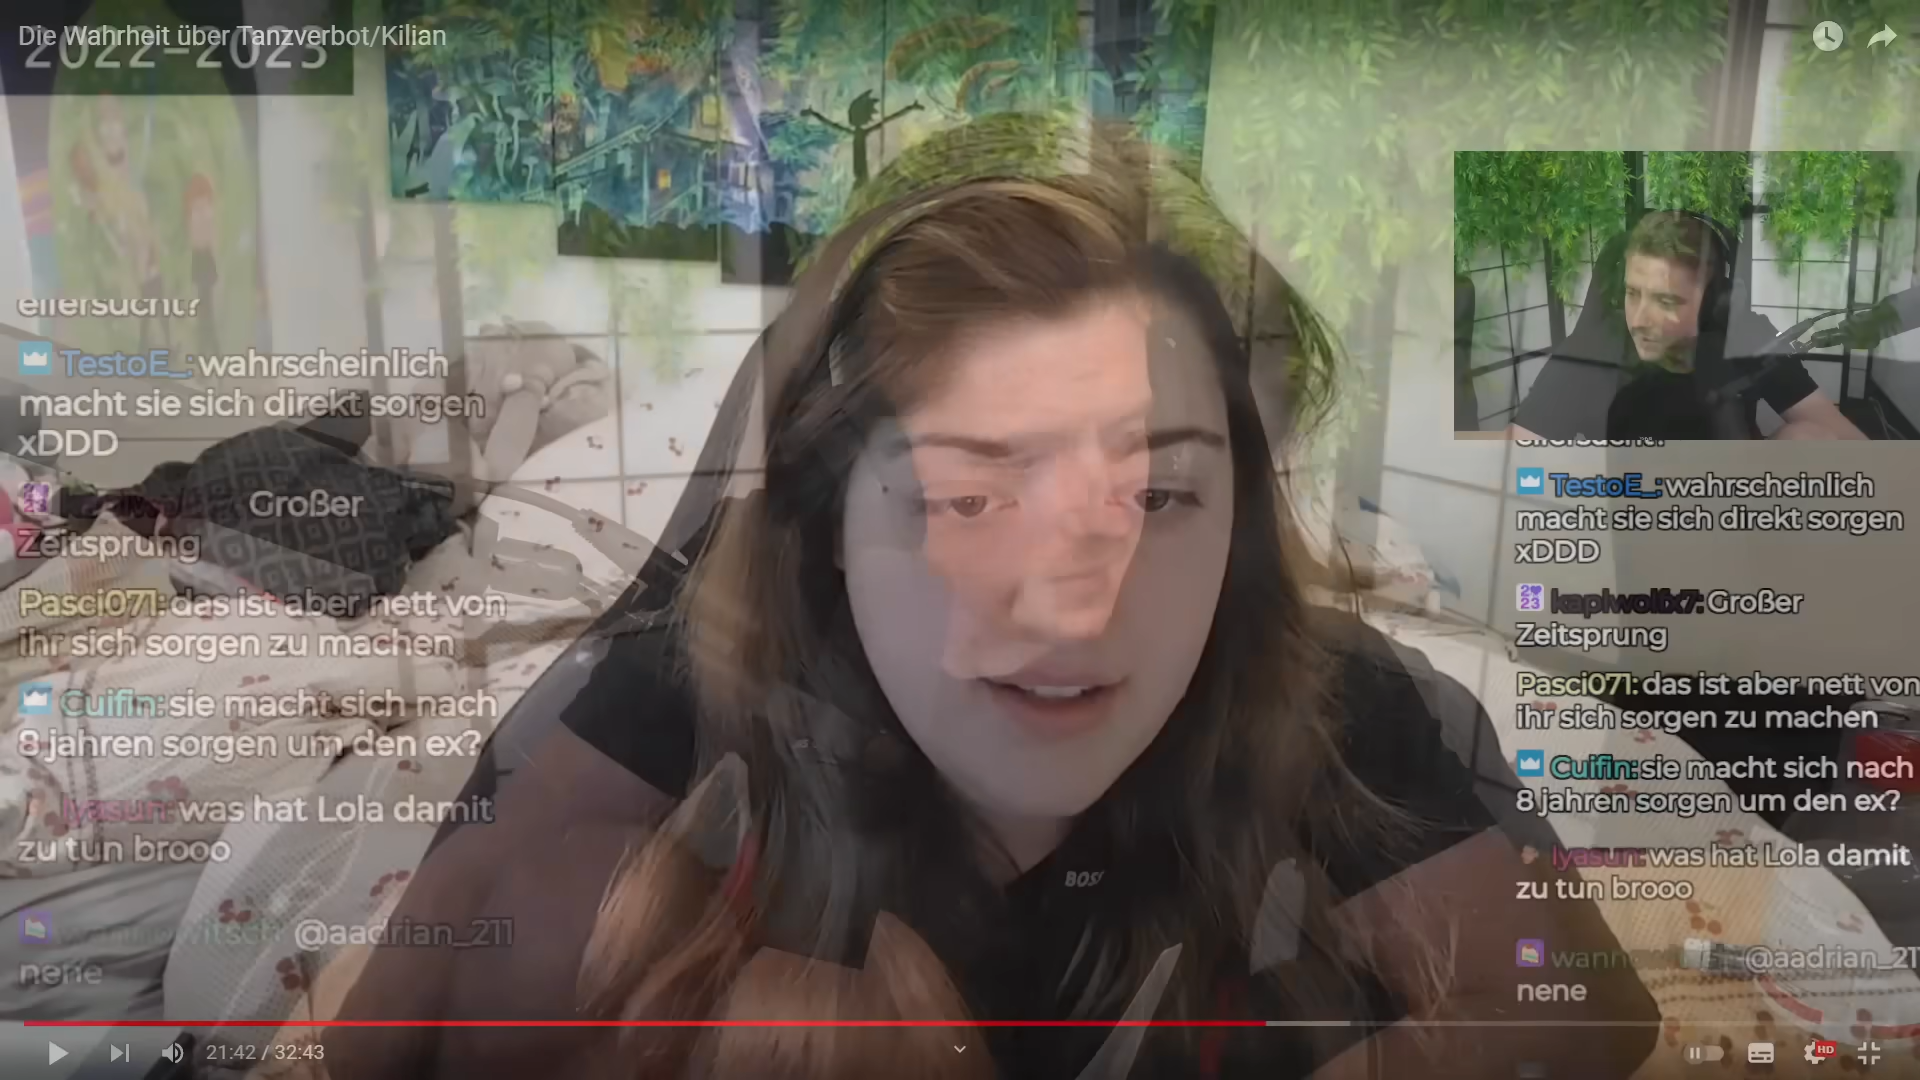 Die Wahrheit über Tanzverbot/Kilian
2022-2023
eifersucht?
TestoE_: wahrscheinlich
macht sie sich direkt sorgen
xDDD
Großer
Zeitsprung
Pasci071: das ist aber nett von
ihr sich sorgen zu machen
Cuifin: sie macht sich nach
8 jahren sorgen um den ex?
lyasun: was hat Lola damit
zu tun brooo
@aadrian_211
nene
eifersucht?
TestoE_: wahrscheinlich
macht sie sich direkt sorgen
xDDD
kaplwolfx7: Großer
Zeitsprung
Pasci071: das ist aber nett von
ihr sich sorgen zu machen
Cuifin: sie macht sich nach
8 jahren sorgen um den ex?
lyasun: was hat Lola damit
zu tun brooo
@aadrian_21
nene
BOSS
21:42 / 32:43
HD